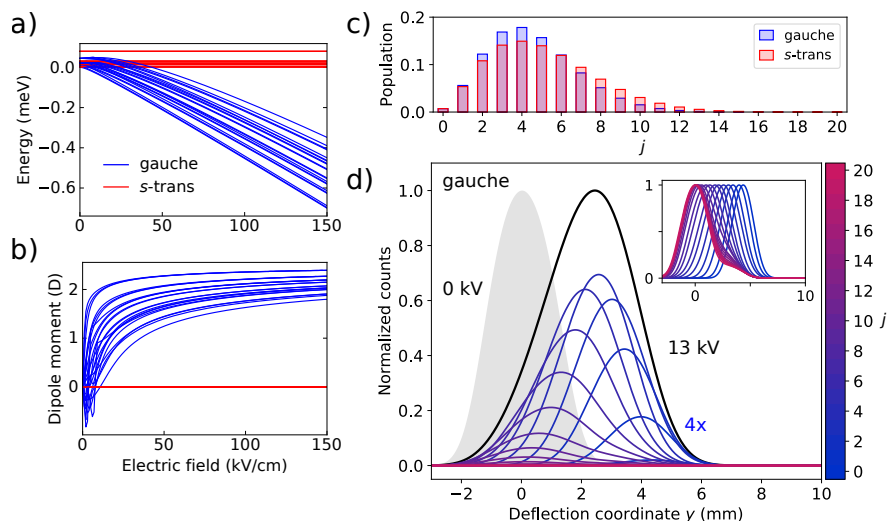 a)
Energy (meV)
0.0
−0.2
−0.4
−0.6
gauche
s-trans
0
50
100
150
b)
Dipole moment (D)
2
1
0
0
50
100
150
Electric field (kV/cm)
c)
Population
0.2
0.1
0.0
gauche
s-trans
0
2
4
6
8
10
12
14
16
18
20
j
d)
Normalized counts
1.0
0.8
0.6
0.4
0.2
0.0
gauche
0 kV
13 kV
4x
1
0
0
10
−2
0
2
4
6
8
10
Deflection coordinate y (mm)
20
18
16
14
12
10
8
6
4
2
0
j